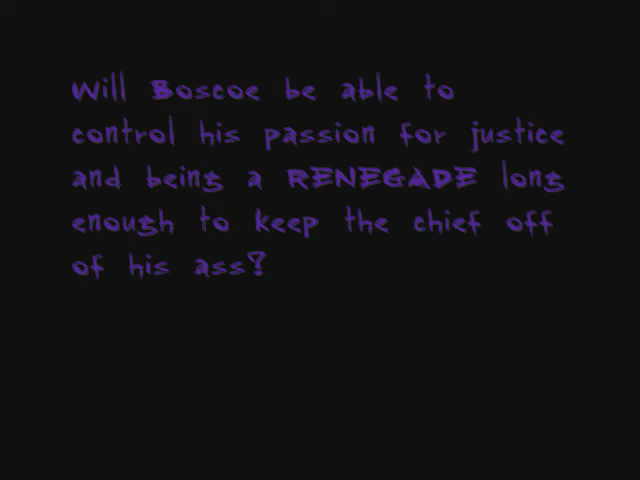 Will Boscoe be able to
control his passion for justice
and being a RENEGADE long
enough to keep the chief off
of his ass?